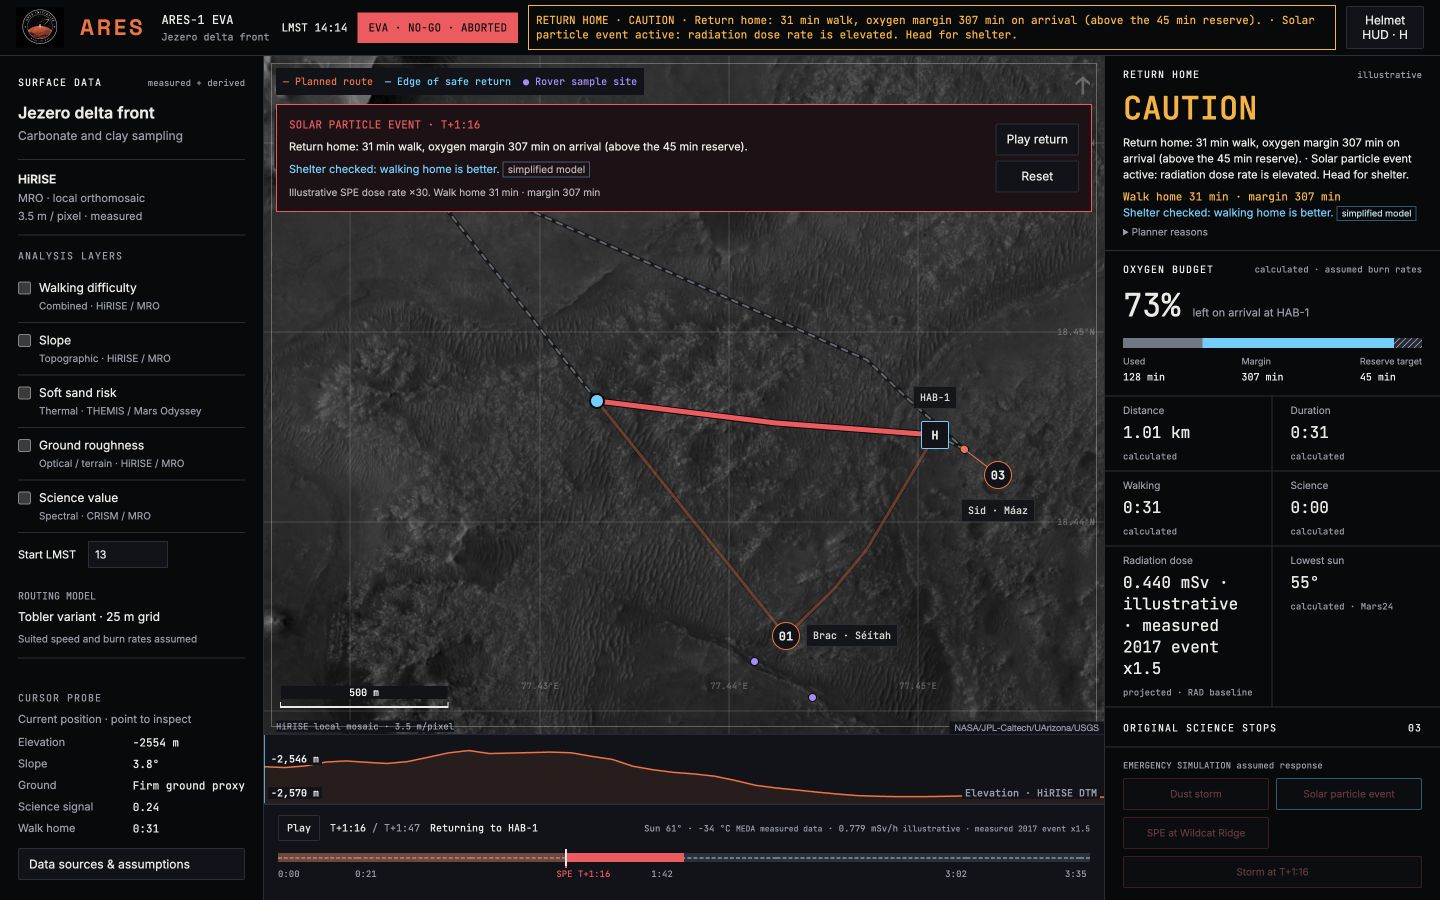 ARES
ARES-1 EVA
Jezero delta front
LMST 14:14
EVA · NO-GO · ABORTED
RETURN HOME · CAUTION · Return home: 31 min walk, oxygen margin 307 min on arrival (above the 45 min reserve). · Solar
particle event active: radiation dose rate is elevated. Head for shelter.
Helmet
HUD · H
SURFACE DATA
measured + derived
Jezero delta front
Carbonate and clay sampling
HiRISE
MRO · local orthomosaic
3.5 m / pixel · measured
ANALYSIS LAYERS
Walking difficulty
Combined · HiRISE / MRO
Slope
Topographic · HiRISE / MRO
Soft sand risk
Thermal · THEMIS / Mars Odyssey
Ground roughness
Optical / terrain · HiRISE / MRO
Science value
Spectral · CRISM / MRO
Start LMST
13
ROUTING MODEL
Tobler variant · 25 m grid
Suited speed and burn rates assumed
CURSOR PROBE
Current position · point to inspect
Elevation -2554 m
Slope 3.8°
Ground Firm ground proxy
Science signal 0.24
Walk home 0:31
Data sources & assumptions
— Planned route — Edge of safe return ● Rover sample site
SOLAR PARTICLE EVENT · T+1:16
Return home: 31 min walk, oxygen margin 307 min on arrival (above the 45 min reserve).
Shelter checked: walking home is better. simplified model
Illustrative SPE dose rate ×30. Walk home 31 min · margin 307 min
Play return
Reset
18.45°N
HAB-1
H
03
Sid · Máaz
18.44°N
01
Brac · Séítah
77.43°E
77.44°E
77.45°E
500 m
HiRISE local mosaic · 3.5 m/pixel
NASA/JPL-Caltech/UArizona/USGS
-2,546 m
-2,570 m
Elevation · HiRISE DTM
Play
T+1:16 / T+1:47 Returning to HAB-1
Sun 61° · -34 °C MEDA measured data · 0.779 mSv/h illustrative · measured 2017 event x1.5
0:00
0:21
SPE T+1:16
1:42
3:02
3:35
RETURN HOME
illustrative
CAUTION
Return home: 31 min walk, oxygen margin 307 min on
arrival (above the 45 min reserve). · Solar particle event
active: radiation dose rate is elevated. Head for shelter.
Walk home 31 min · margin 307 min
Shelter checked: walking home is better. simplified model
Planner reasons
OXYGEN BUDGET
calculated · assumed burn rates
73% left on arrival at HAB-1
Used
128 min
Margin
307 min
Reserve target
45 min
Distance
1.01 km
calculated
Duration
0:31
calculated
Walking
0:31
calculated
Science
0:00
calculated
Radiation dose
0.440 mSv ·
illustrative
· measured
2017 event
x1.5
projected · RAD baseline
Lowest sun
55°
calculated · Mars24
ORIGINAL SCIENCE STOPS
03
EMERGENCY SIMULATION assumed response
Dust storm
Solar particle event
SPE at Wildcat Ridge
Storm at T+1:16